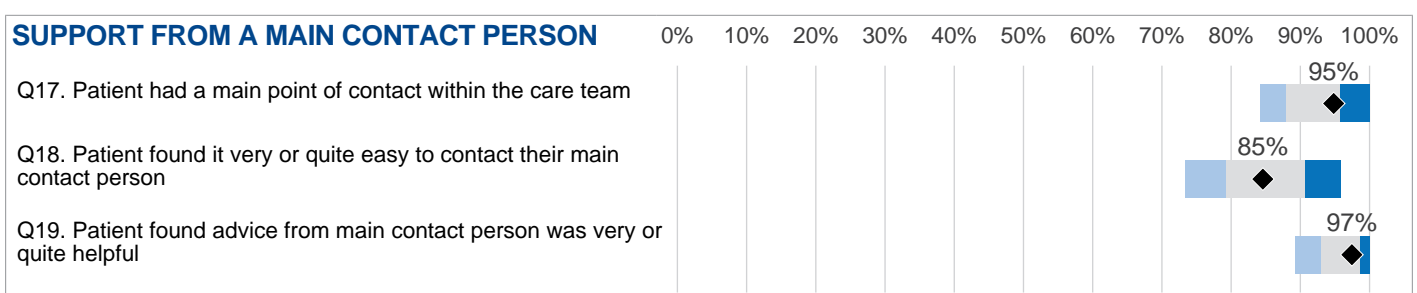 SUPPORT FROM A MAIN CONTACT PERSON 0% 10% 20% 30% 40% 50% 60% 70% 80% 90% 100%
95%
Q17. Patient had a main point of contact within the care team
85%
Q18. Patient found it very or quite easy to contact their main
contact person
97%
Q19. Patient found advice from main contact person was very or
quite helpful